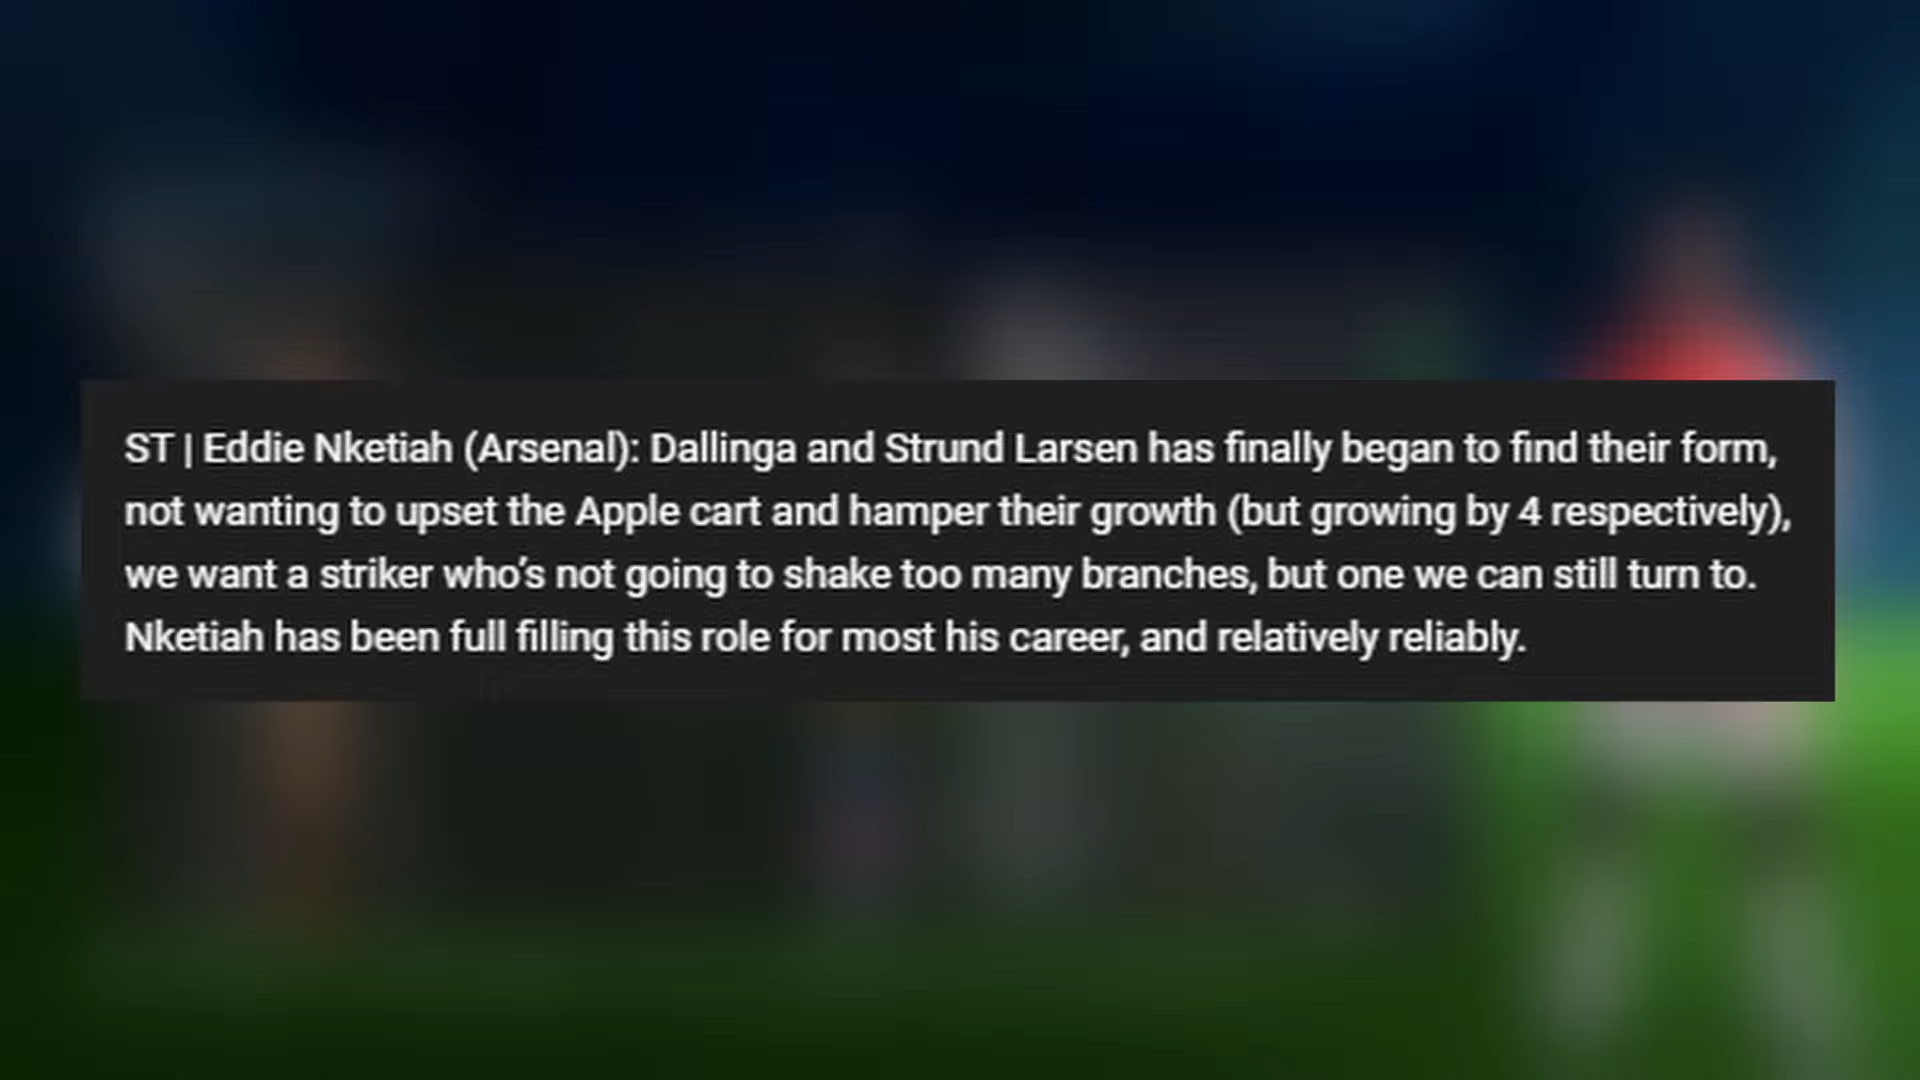 ST | Eddie Nketiah (Arsenal): Dallinga and Strund Larsen has finally began to find their form,
not wanting to upset the Apple cart and hamper their growth (but growing by 4 respectively),
we want a striker who’s not going to shake too many branches, but one we can still turn to.
Nketiah has been full filling this role for most his career, and relatively reliably.